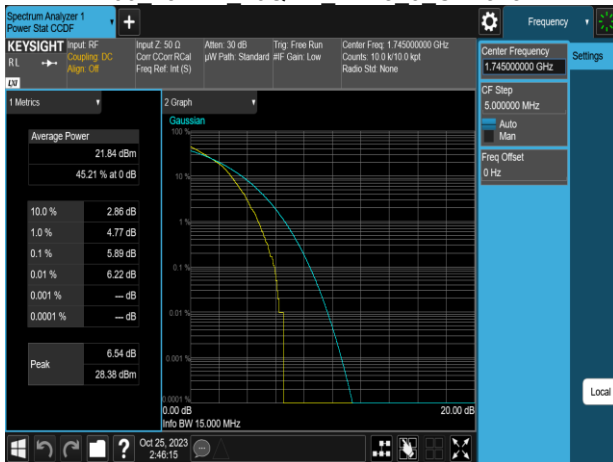 Spectrum Analyzer 1
Power Stat CCDF
Frequency
KEYSIGHT
RL
LXI
Input: RF
Coupling: DC
Align: Off
Input Z: 50 Ω
Corr CCorr RCal
Freq Ref: Int (S)
Atten: 30 dB
µW Path: Standard
Trig: Free Run
#IF Gain: Low
Center Freq: 1.745000000 GHz
Counts: 10.0 k/10.0 kpt
Radio Std: None
Center Frequency
1.745000000 GHz
Settings
CF Step
5.000000 MHz
Auto
Man
Freq Offset
0 Hz
Local
1 Metrics
Average Power
21.84 dBm
45.21 % at 0 dB
10.0 % 2.86 dB
1.0 % 4.77 dB
0.1 % 5.89 dB
0.01 % 6.22 dB
0.001 % --- dB
0.0001 % --- dB
Peak
6.54 dB
28.38 dBm
2 Graph
Gaussian
100 %
10 %
1 %
0.1 %
0.01 %
0.001 %
0.0001 %
0.00 dB 20.00 dB
Info BW 15.000 MHz
?
Oct 25, 2023
2:46:15